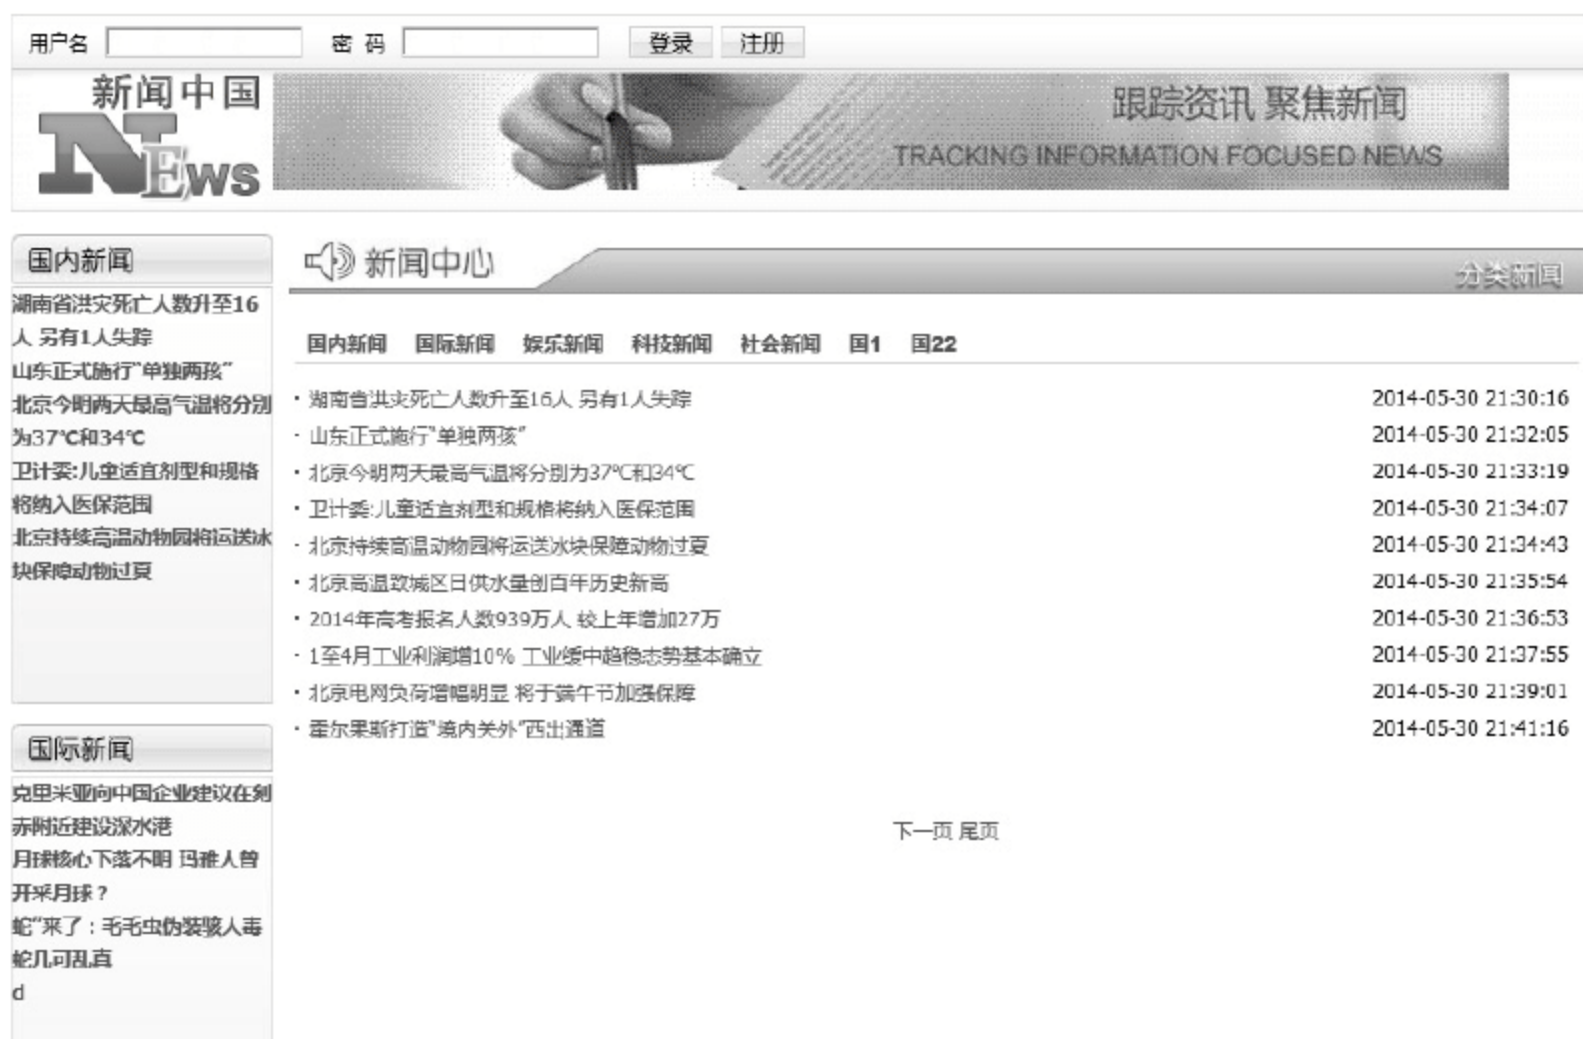 用户名 密 码 登录 注册
新闻中国
NEws
跟踪资讯 聚焦新闻
TRACKING INFORMATION FOCUSED NEWS
国内新闻
湖南省洪灾死亡人数升至16
人 另有1人失踪
山东正式施行"单独两孩"
北京今明两天最高气温将分别
为37℃和34℃
卫计委:儿童适宜剂型和规格
将纳入医保范围
北京持续高温动物园将运送冰
块保障动物过夏
国际新闻
克里米亚向中国企业建议在刻
赤附近建设深水港
月球核心下落不明 玛雅人曾
开采月球？
蛇"来了：毛毛虫伪装骇人毒
蛇几可乱真
d
新闻中心
分类新闻
国内新闻 国际新闻 娱乐新闻 科技新闻 社会新闻 国1 国22
· 湖南省洪灾死亡人数升至16人 另有1人失踪 2014-05-30 21:30:16
· 山东正式施行"单独两孩" 2014-05-30 21:32:05
· 北京今明两天最高气温将分别为37℃和34℃ 2014-05-30 21:33:19
· 卫计委:儿童适宜剂型和规格将纳入医保范围 2014-05-30 21:34:07
· 北京持续高温动物园将运送冰块保障动物过夏 2014-05-30 21:34:43
· 北京高温致城区日供水量创百年历史新高 2014-05-30 21:35:54
· 2014年高考报名人数939万人 较上年增加27万 2014-05-30 21:36:53
· 1至4月工业利润增10% 工业缓中趋稳态势基本确立 2014-05-30 21:37:55
· 北京电网负荷增幅明显 将于端午节加强保障 2014-05-30 21:39:01
· 霍尔果斯打造"境内关外"西出通道 2014-05-30 21:41:16
下一页 尾页